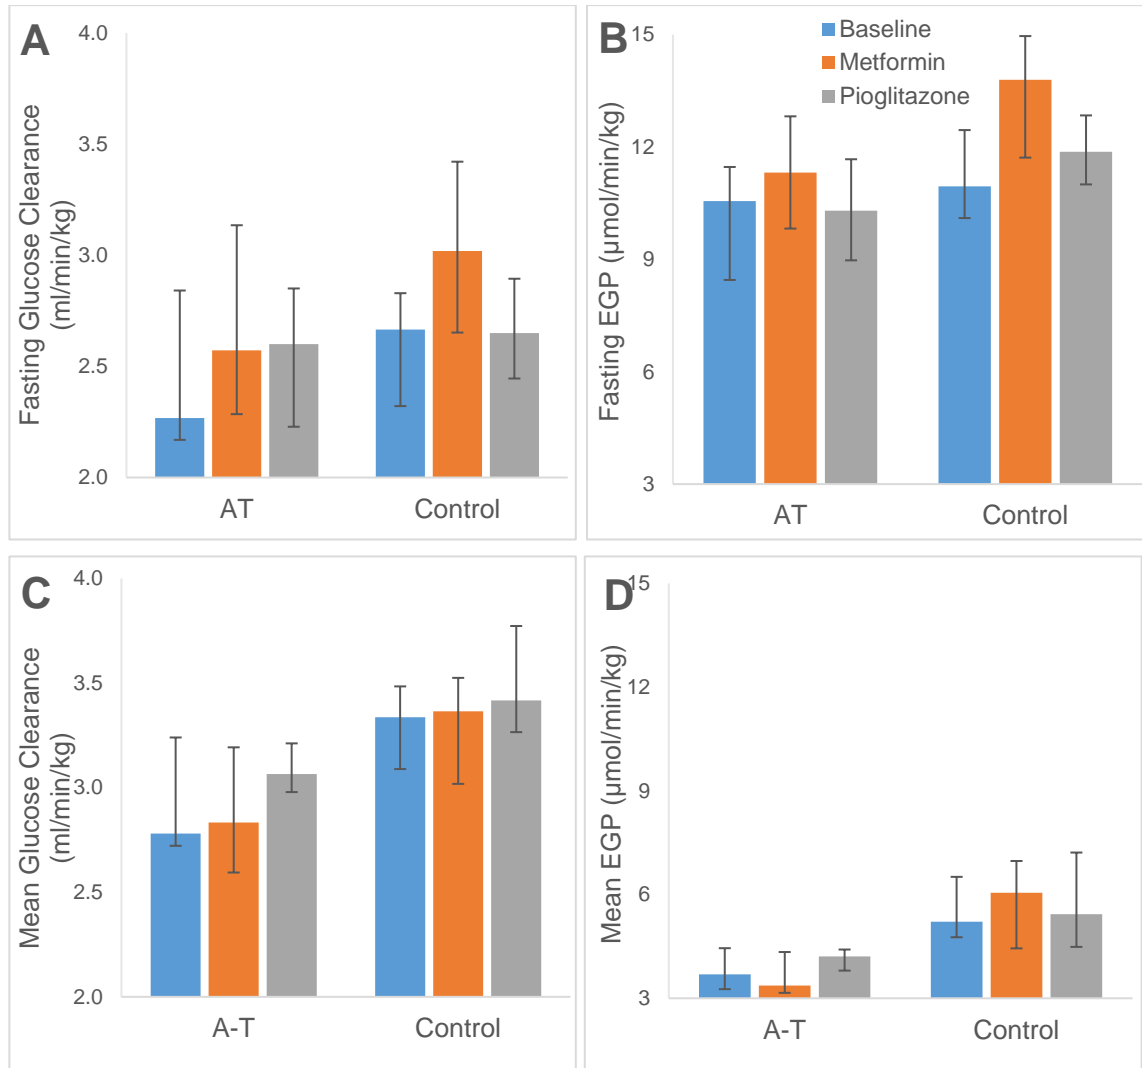 A
Fasting Glucose Clearance
(ml/min/kg)
4.0
3.5
3.0
2.5
2.0
AT
Control
B
Fasting EGP (µmol/min/kg)
15
12
9
6
3
Baseline
Metformin
Pioglitazone
AT
Control
C
Mean Glucose Clearance
(ml/min/kg)
4.0
3.5
3.0
2.5
2.0
A-T
Control
D
Mean EGP (µmol/min/kg)
15
12
9
6
3
A-T
Control